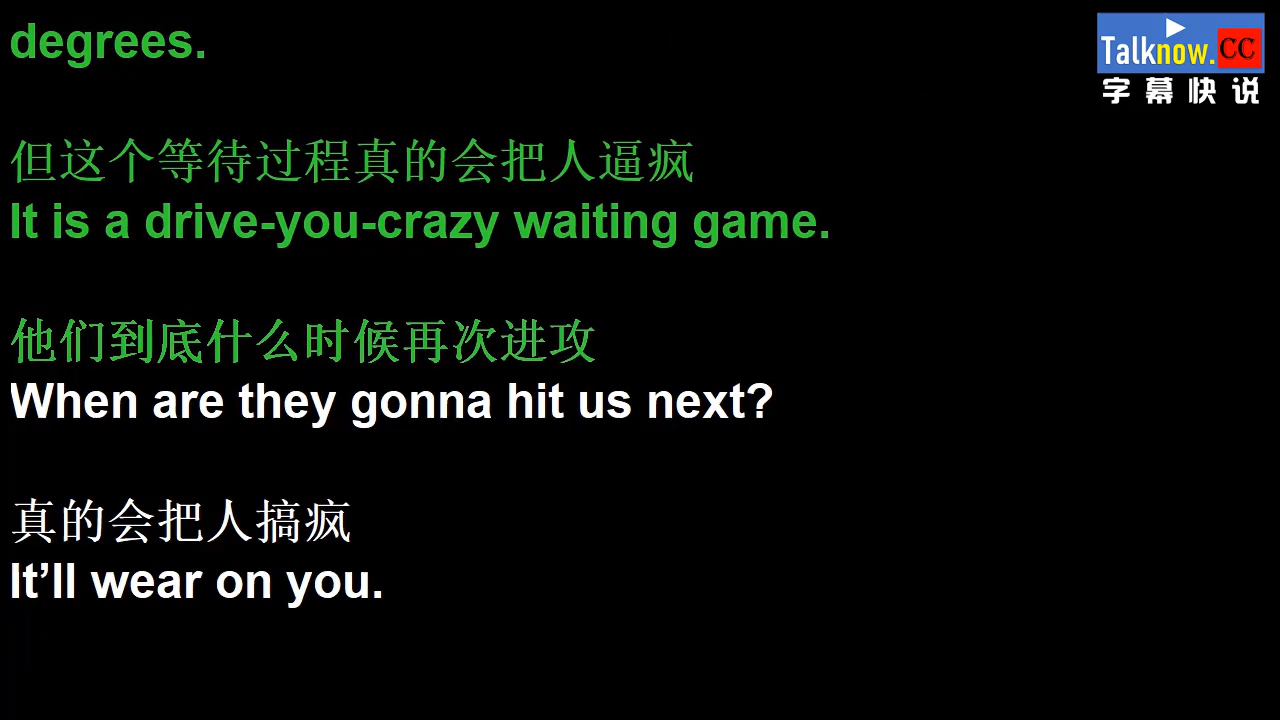 degrees.
Talknow.CC
字幕快说
但这个等待过程真的会把人逼疯
It is a drive-you-crazy waiting game.
他们到底什么时候再次进攻
When are they gonna hit us next?
真的会把人搞疯
It’ll wear on you.